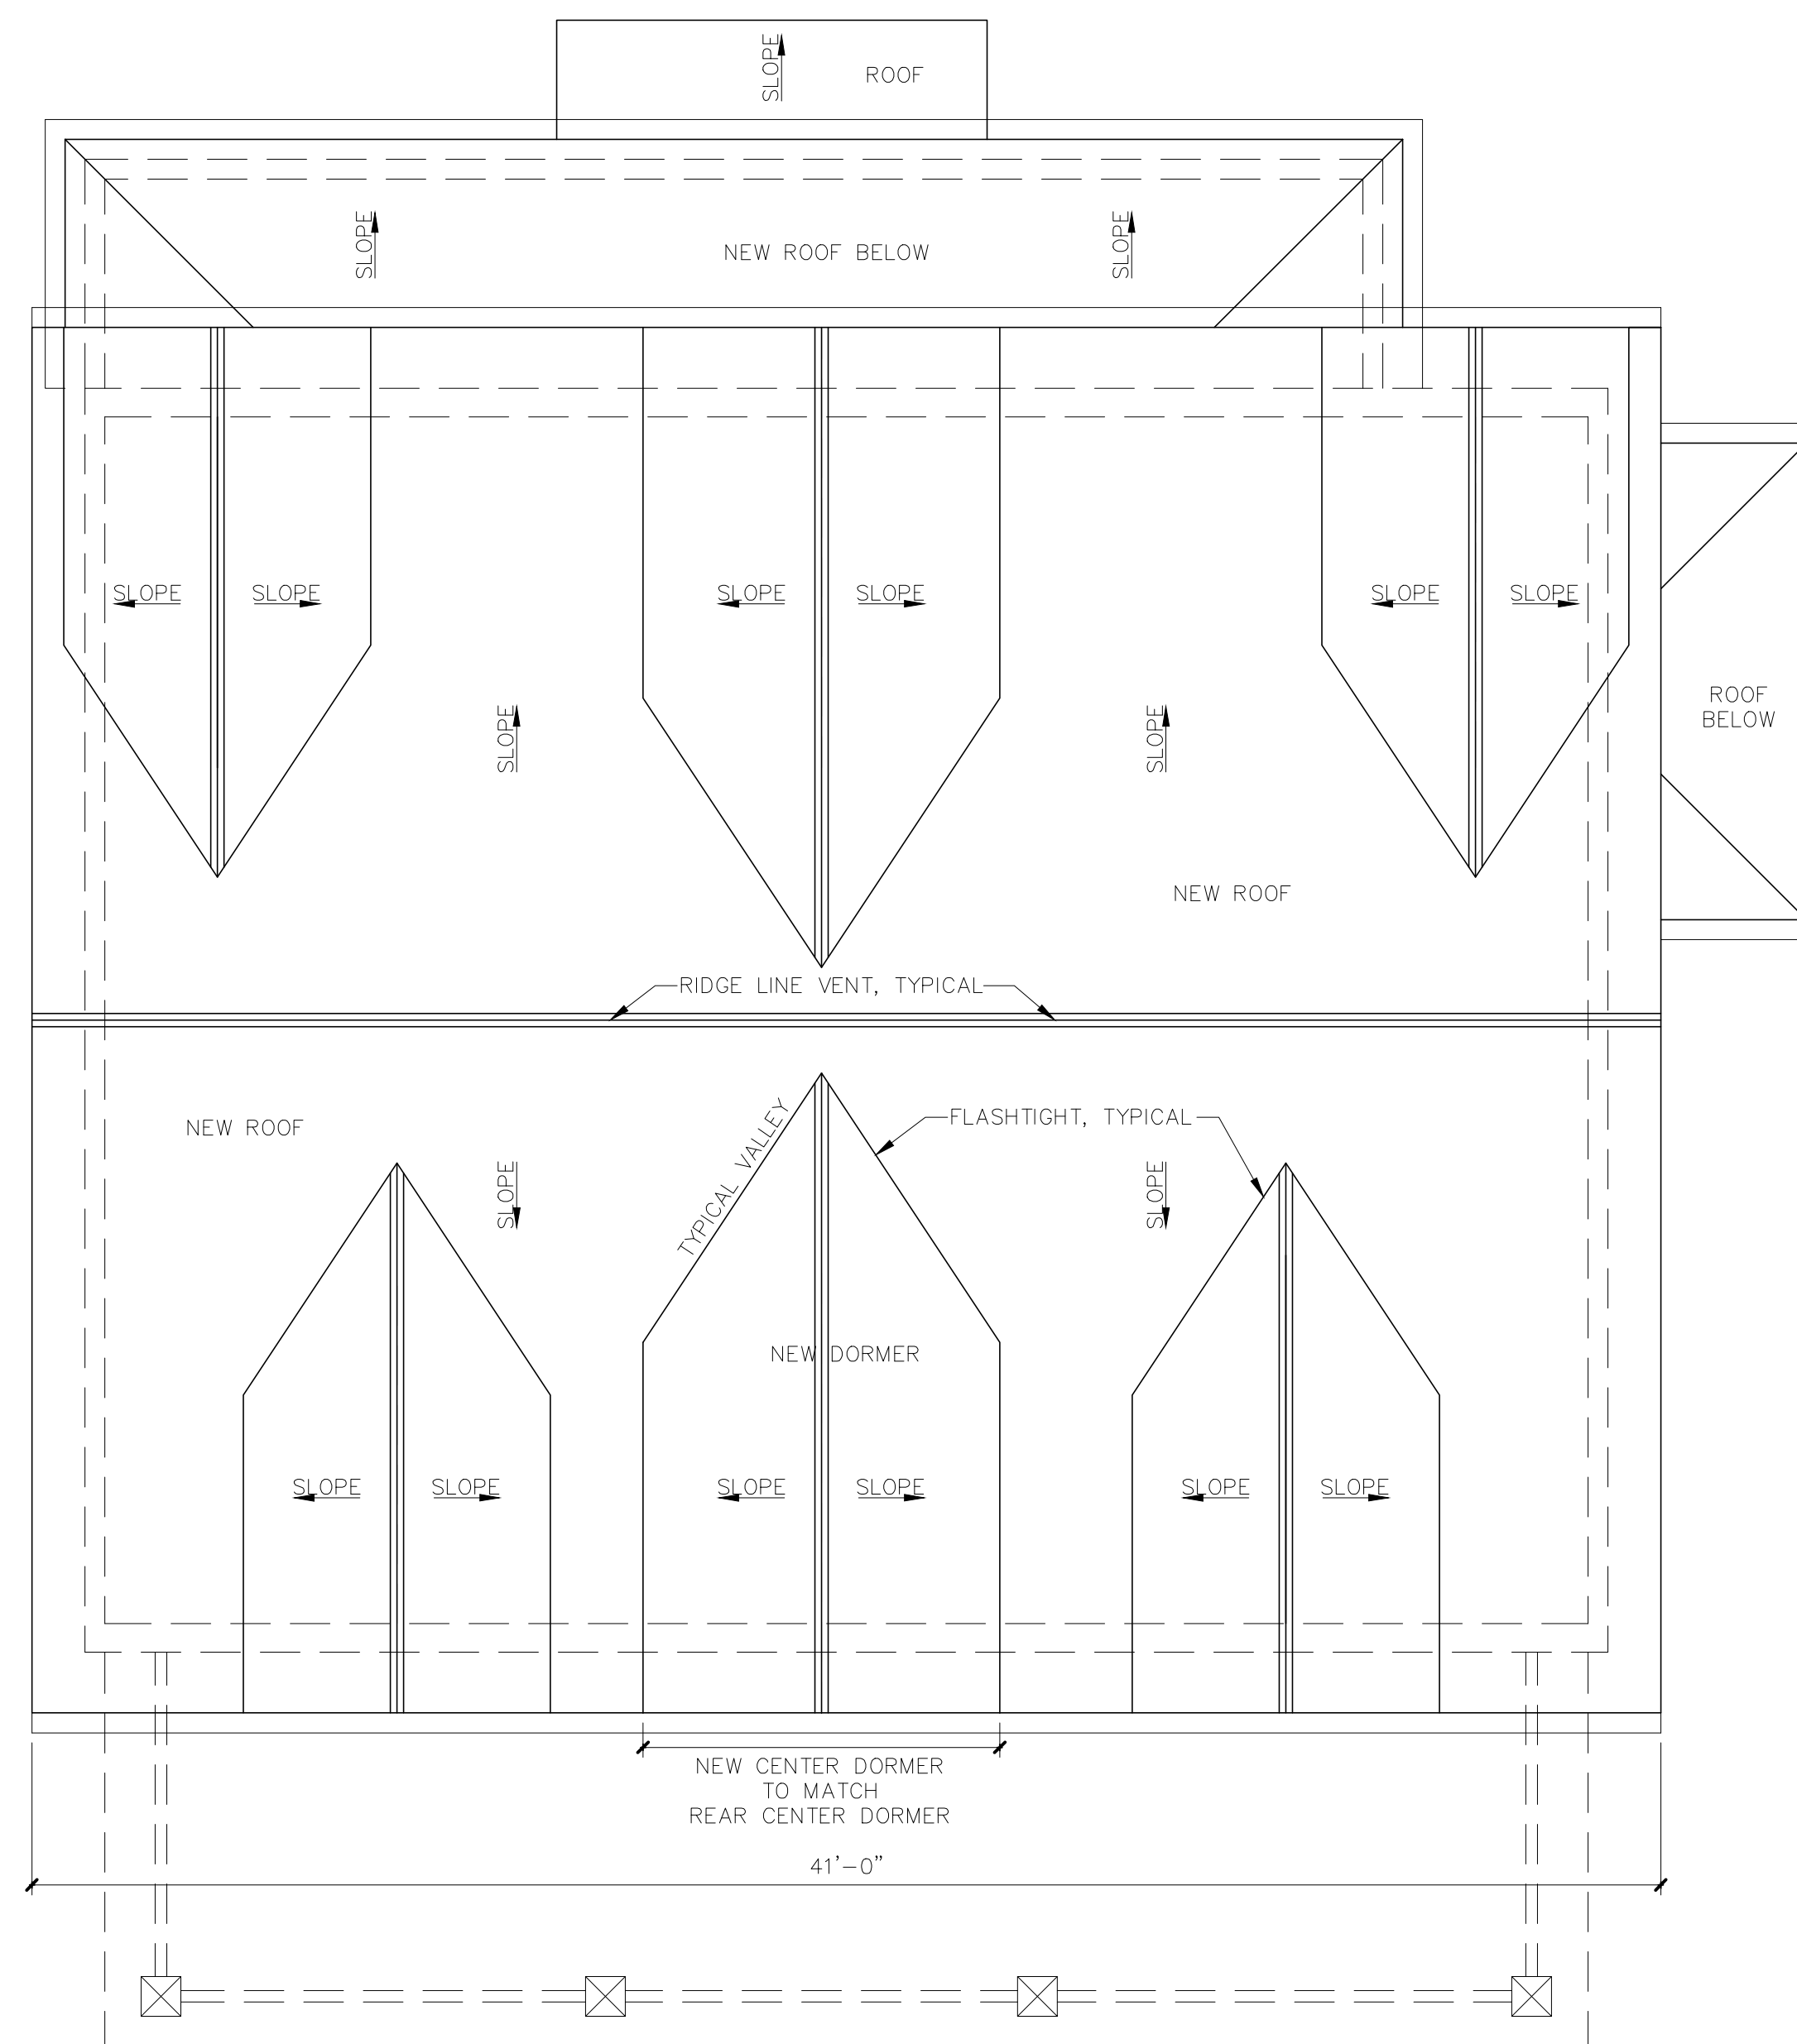 SLOPE
ROOF
SLOPE
NEW ROOF BELOW
SLOPE
SLOPE
SLOPE
SLOPE
SLOPE
SLOPE
SLOPE
ROOF
BELOW
SLOPE
SLOPE
NEW ROOF
RIDGE LINE VENT, TYPICAL
NEW ROOF
TYPICAL VALLEY
FLASHTIGHT, TYPICAL
SLOPE
SLOPE
NEW DORMER
SLOPE
SLOPE
SLOPE
SLOPE
SLOPE
SLOPE
NEW CENTER DORMER
TO MATCH
REAR CENTER DORMER
41'-0"